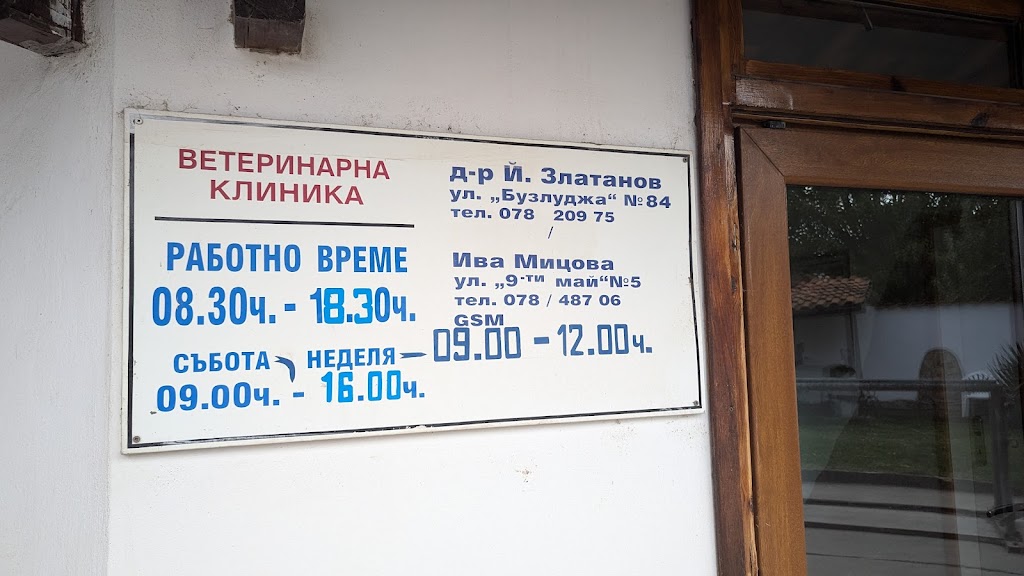 ВЕТЕРИНАРНА
КЛИНИКА
РАБОТНО ВРЕМЕ
08.30ч. - 18.30ч.
СЪБОТА
09.00ч. - 16.00ч.
НЕДЕЛЯ — 09.00 - 12.00ч.
д-р Й. Златанов
ул. „Бузлуджа“ №84
тел. 078 209 75
/
Ива Мицова
ул. „9-ти май“№5
тел. 078 / 487 06
GSM